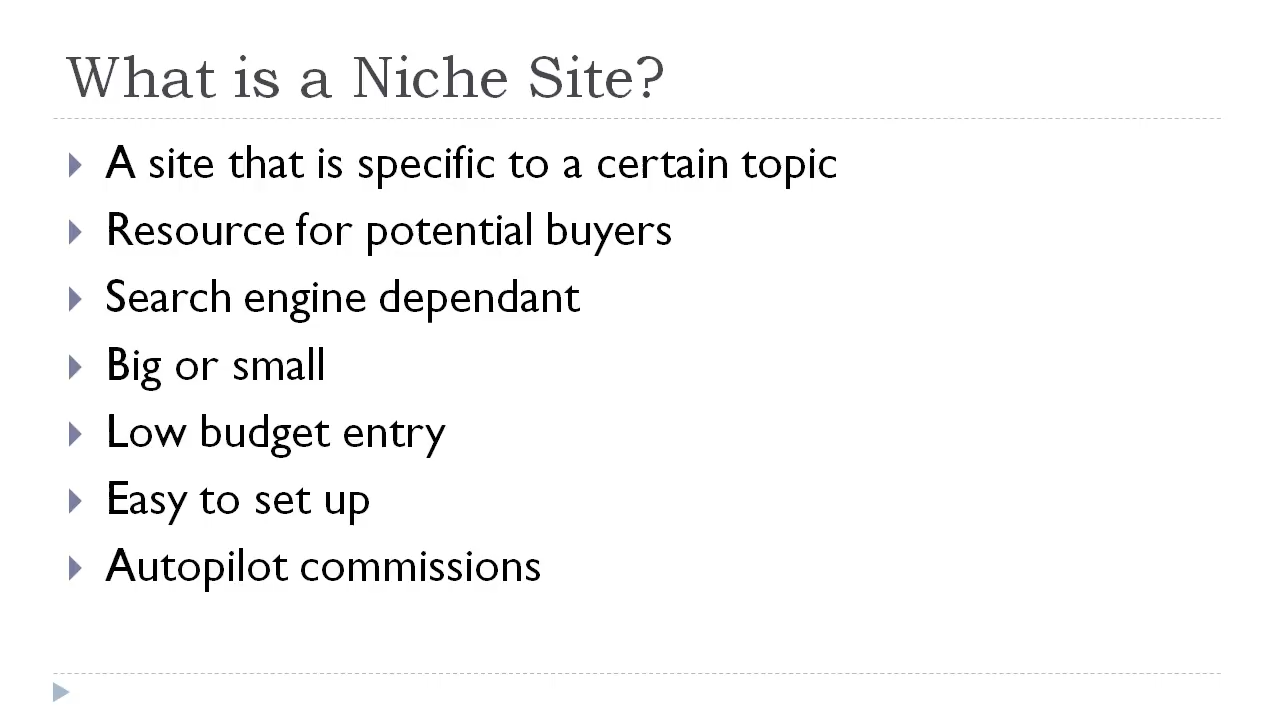 What is a Niche Site?
A site that is specific to a certain topic
Resource for potential buyers
Search engine dependant
Big or small
Low budget entry
Easy to set up
Autopilot commissions